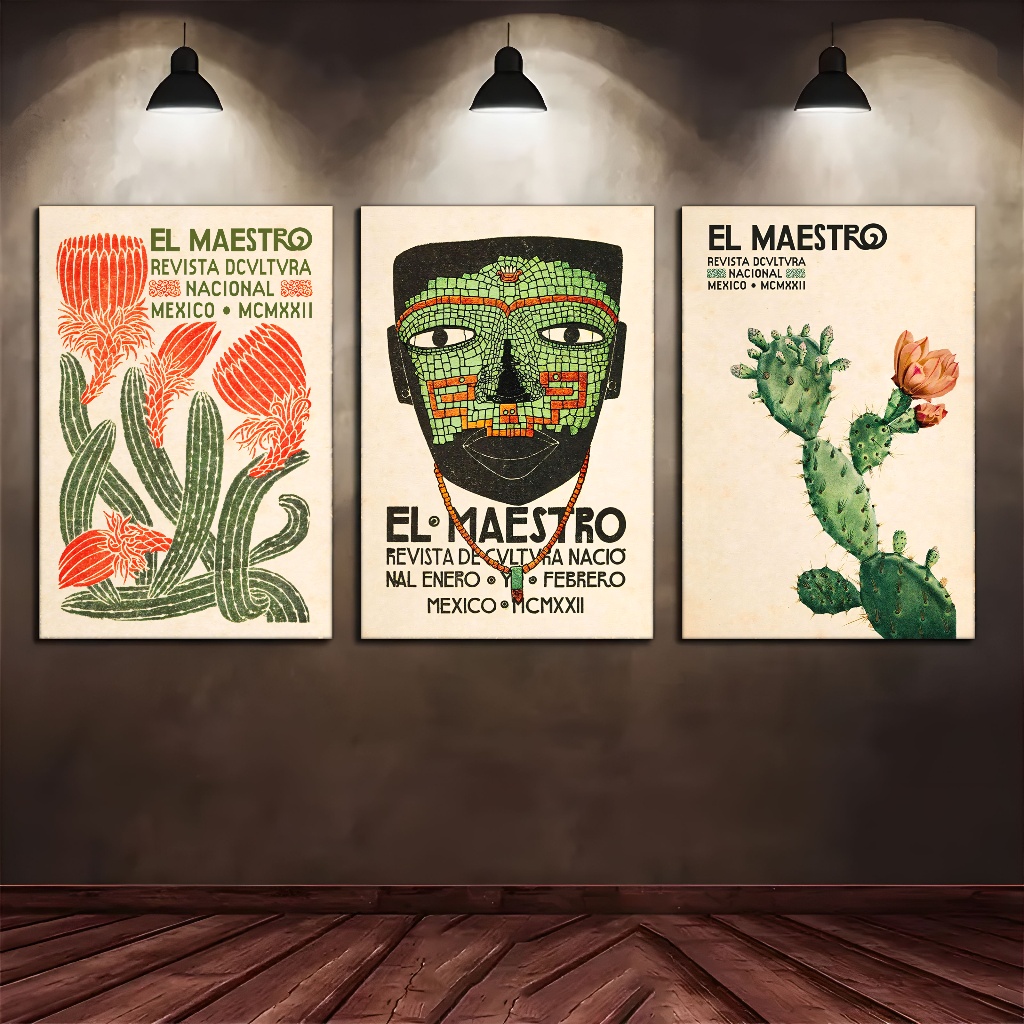 EL MAESTRO
REVISTA DCVLTVRA
NACIONAL
MEXICO • MCMXXII
EL • MAESTRO
REVISTA DE CVLTVRA NACIO
NAL ENERO • Y • FEBRERO
MEXICO • MCMXXII
EL MAESTRO
REVISTA DCVLTVRA
NACIONAL
MEXICO • MCMXXII